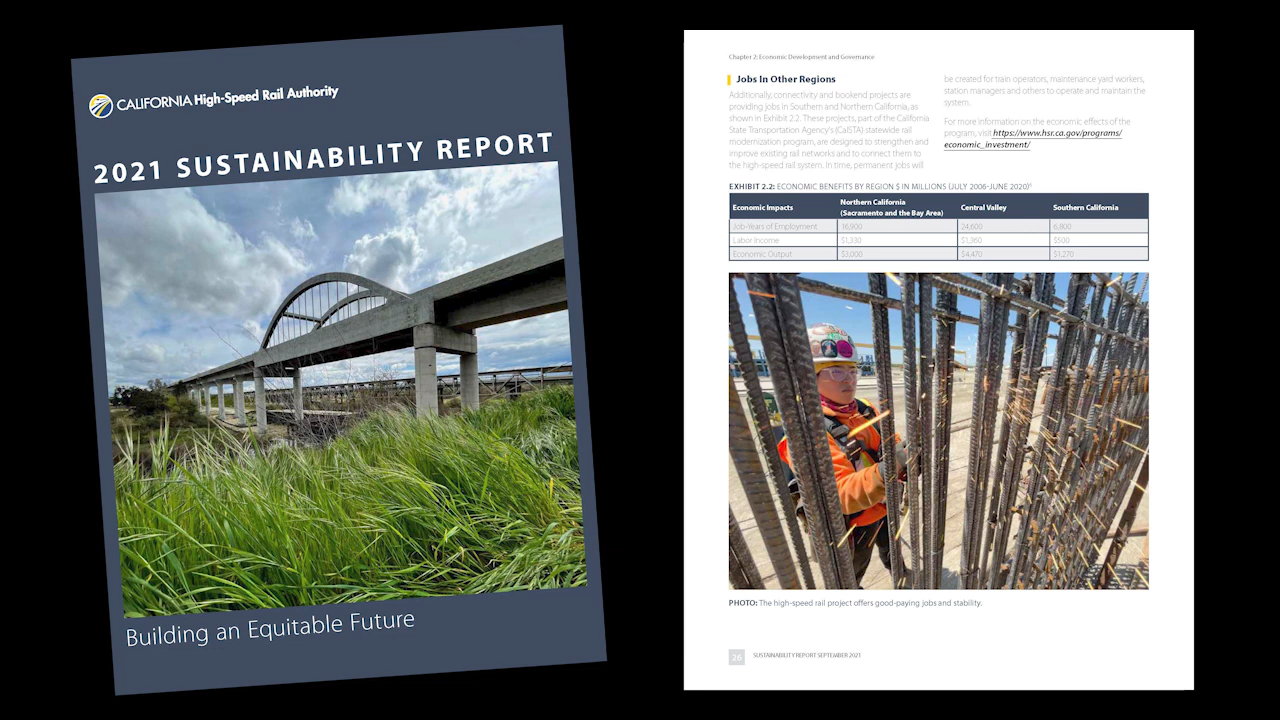 CALIFORNIA High-Speed Rail Authority
2021 SUSTAINABILITY REPORT
Building an Equitable Future
Chapter 2: Economic Development and Governance
Jobs In Other Regions
Additionally, connectivity and bookend projects are
providing jobs in Southern and Northern California, as
shown in Exhibit 2.2. These projects, part of the California
State Transportation Agency's (CalSTA) statewide rail
modernization program, are designed to strengthen and
improve existing rail networks and to connect them to
the high-speed rail system. In time, permanent jobs will
be created for train operators, maintenance yard workers,
station managers and others to operate and maintain the
system.
For more information on the economic effects of the
program, visit https://www.hsr.ca.gov/programs/
economic_investment/
EXHIBIT 2.2: ECONOMIC BENEFITS BY REGION $ IN MILLIONS (JULY 2006-JUNE 2020)
Economic Impacts Northern California (Sacramento and the Bay Area) Central Valley Southern California
Job-Years of Employment 16,900 24,600 6,800
Labor Income $1,330 $1,360 $500
Economic Output $3,000 $4,470 $1,270
PHOTO: The high-speed rail project offers good-paying jobs and stability.
26 SUSTAINABILITY REPORT SEPTEMBER 2021